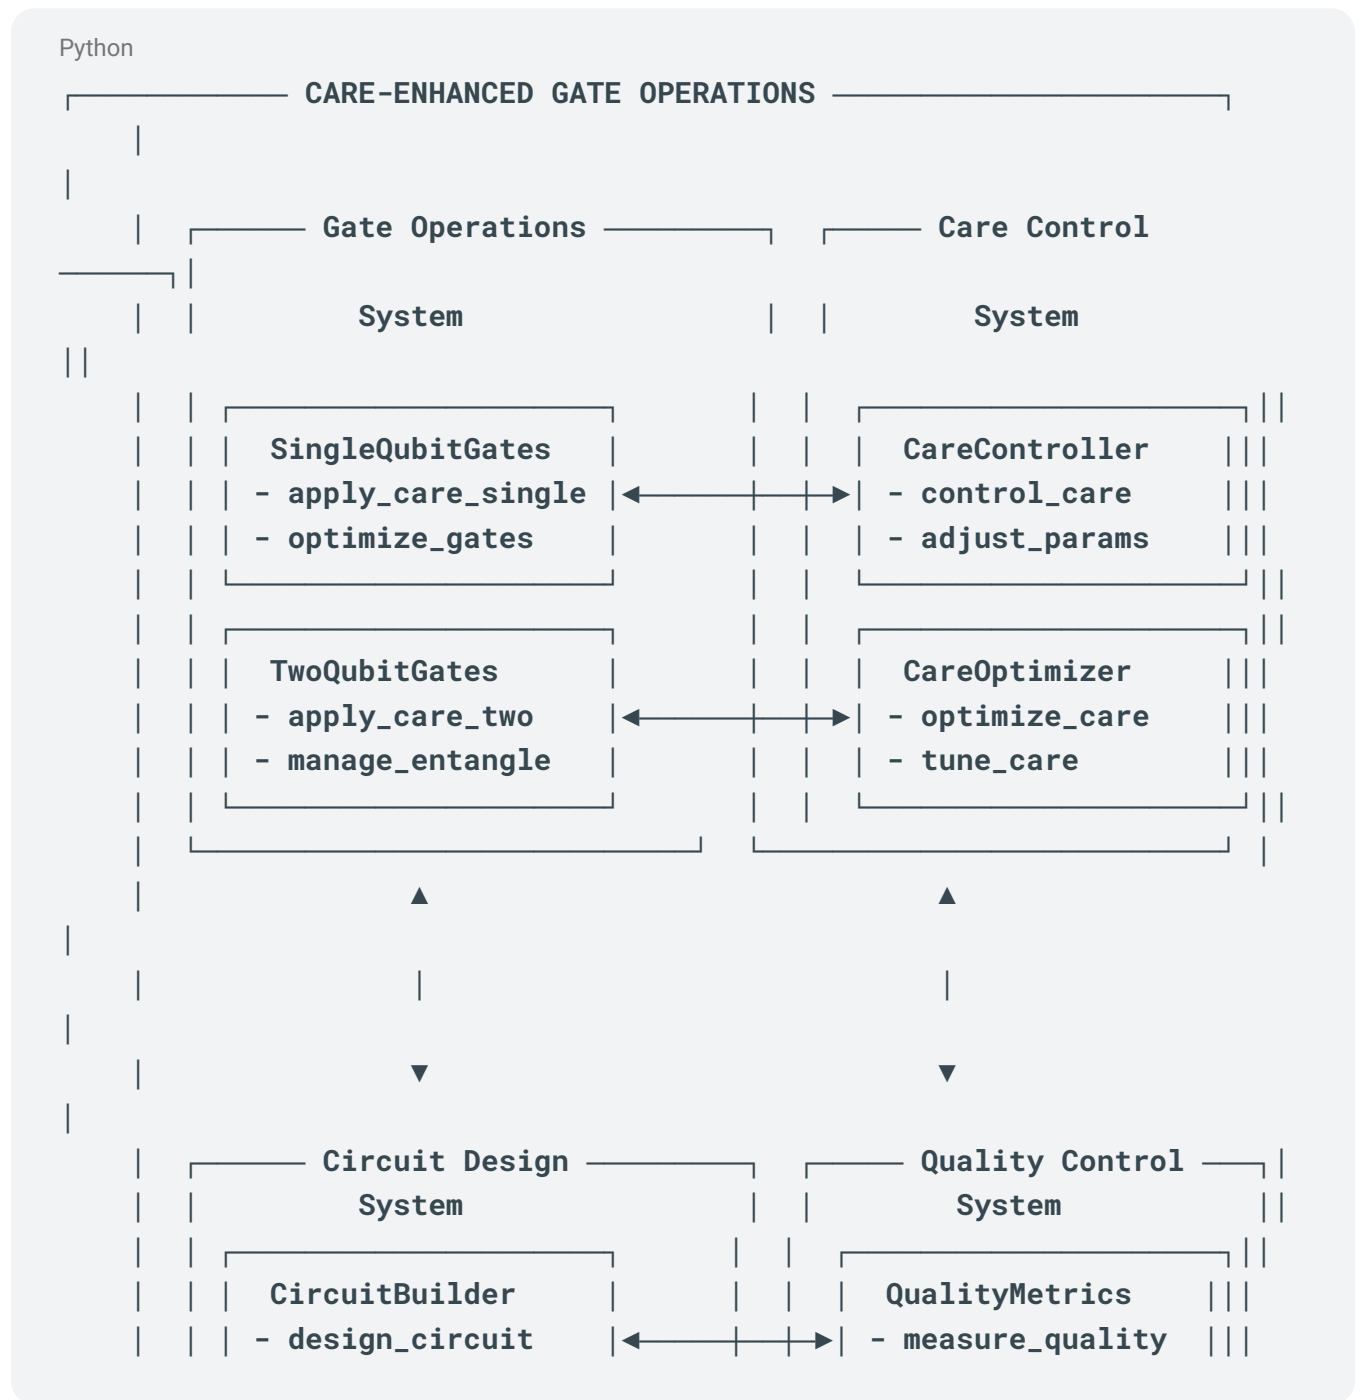 Python
CARE-ENHANCED GATE OPERATIONS
Gate Operations Care Control
System System
SingleQubitGates CareController
- apply_care_single - control_care
- optimize_gates - adjust_params
TwoQubitGates CareOptimizer
- apply_care_two - optimize_care
- manage_entangle - tune_care
Circuit Design Quality Control
System System
CircuitBuilder QualityMetrics
- design_circuit - measure_quality